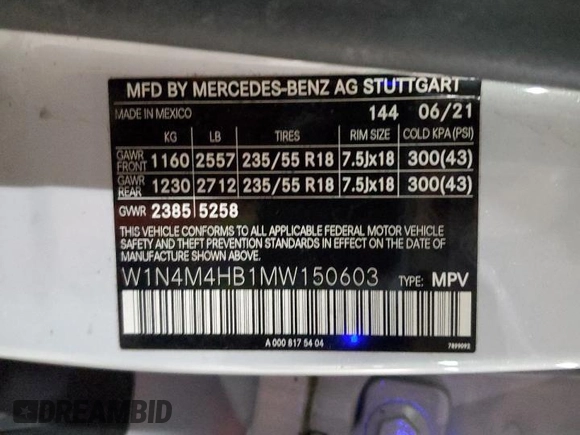 MFD BY MERCEDES-BENZ AG STUTTGART
MADE IN MEXICO 144 06/21
KG LB TIRES RIM SIZE COLD KPA (PSI)
GAWR FRONT 1160 2557 235/55 R18 7.5Jx18 300(43)
GAWR REAR 1230 2712 235/55 R18 7.5Jx18 300(43)
GVWR 2385 5258
THIS VEHICLE CONFORMS TO ALL APPLICABLE FEDERAL MOTOR VEHICLE
SAFETY AND THEFT PREVENTION STANDARDS IN EFFECT ON THE DATE OF
MANUFACTURE SHOWN ABOVE.
W1N4M4HB1MW150603 TYPE: MPV
A 000 817 54 04 7899092
DREAMBID